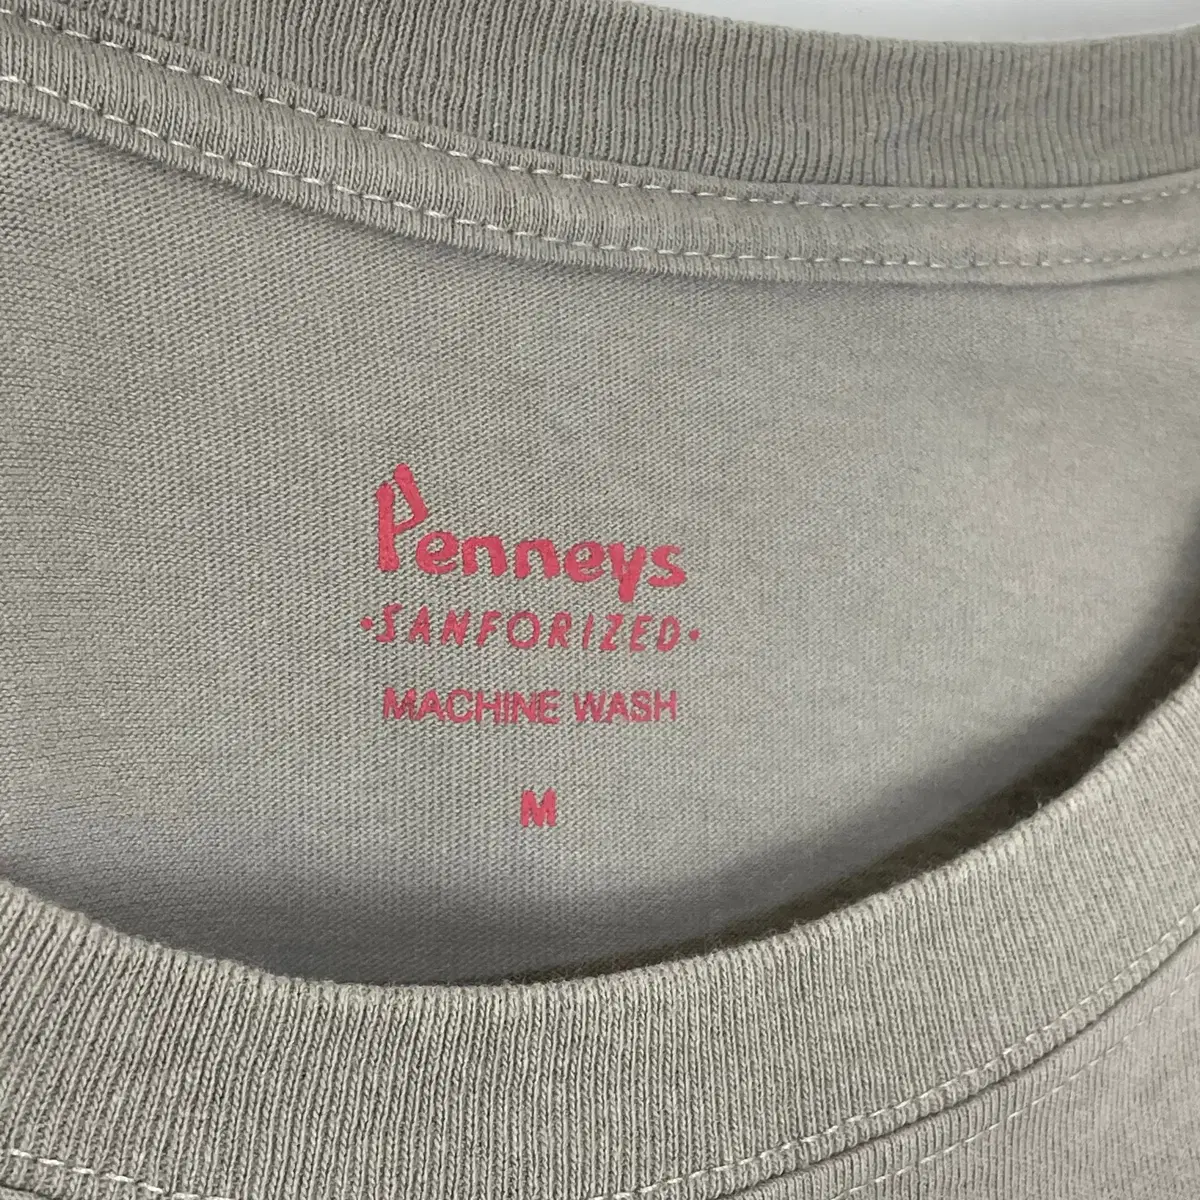 Penneys
•SANFORIZED•
MACHINE WASH
M